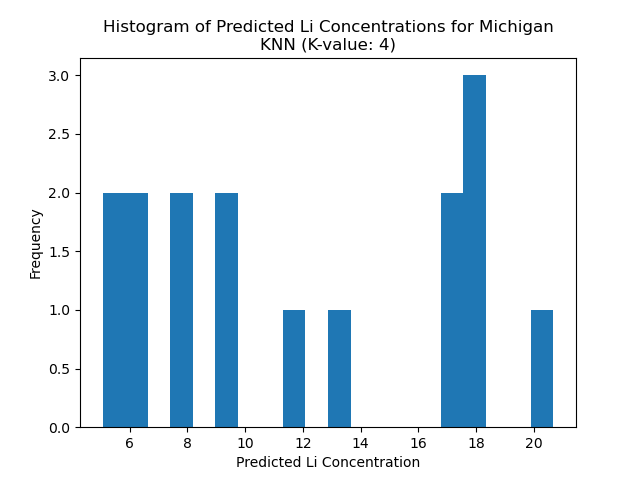 Histogram of Predicted Li Concentrations for Michigan
KNN (K-value: 4)
3.0
2.5
2.0
1.5
1.0
0.5
0.0
Frequency
6 8 10 12 14 16 18 20
Predicted Li Concentration